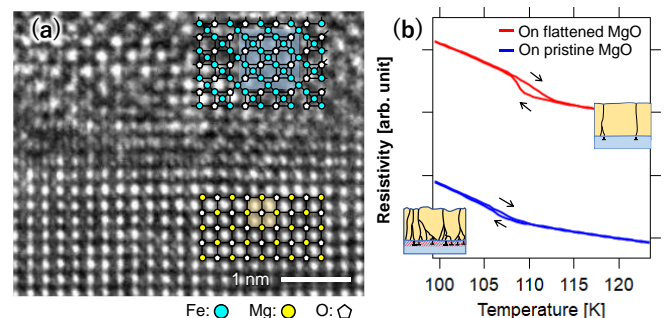 (a)
1 nm
Fe: Mg: O:
(b)
On flattened MgO
On pristine MgO
Resistivity [arb. unit]
100 105 110 115 120
Temperature [K]